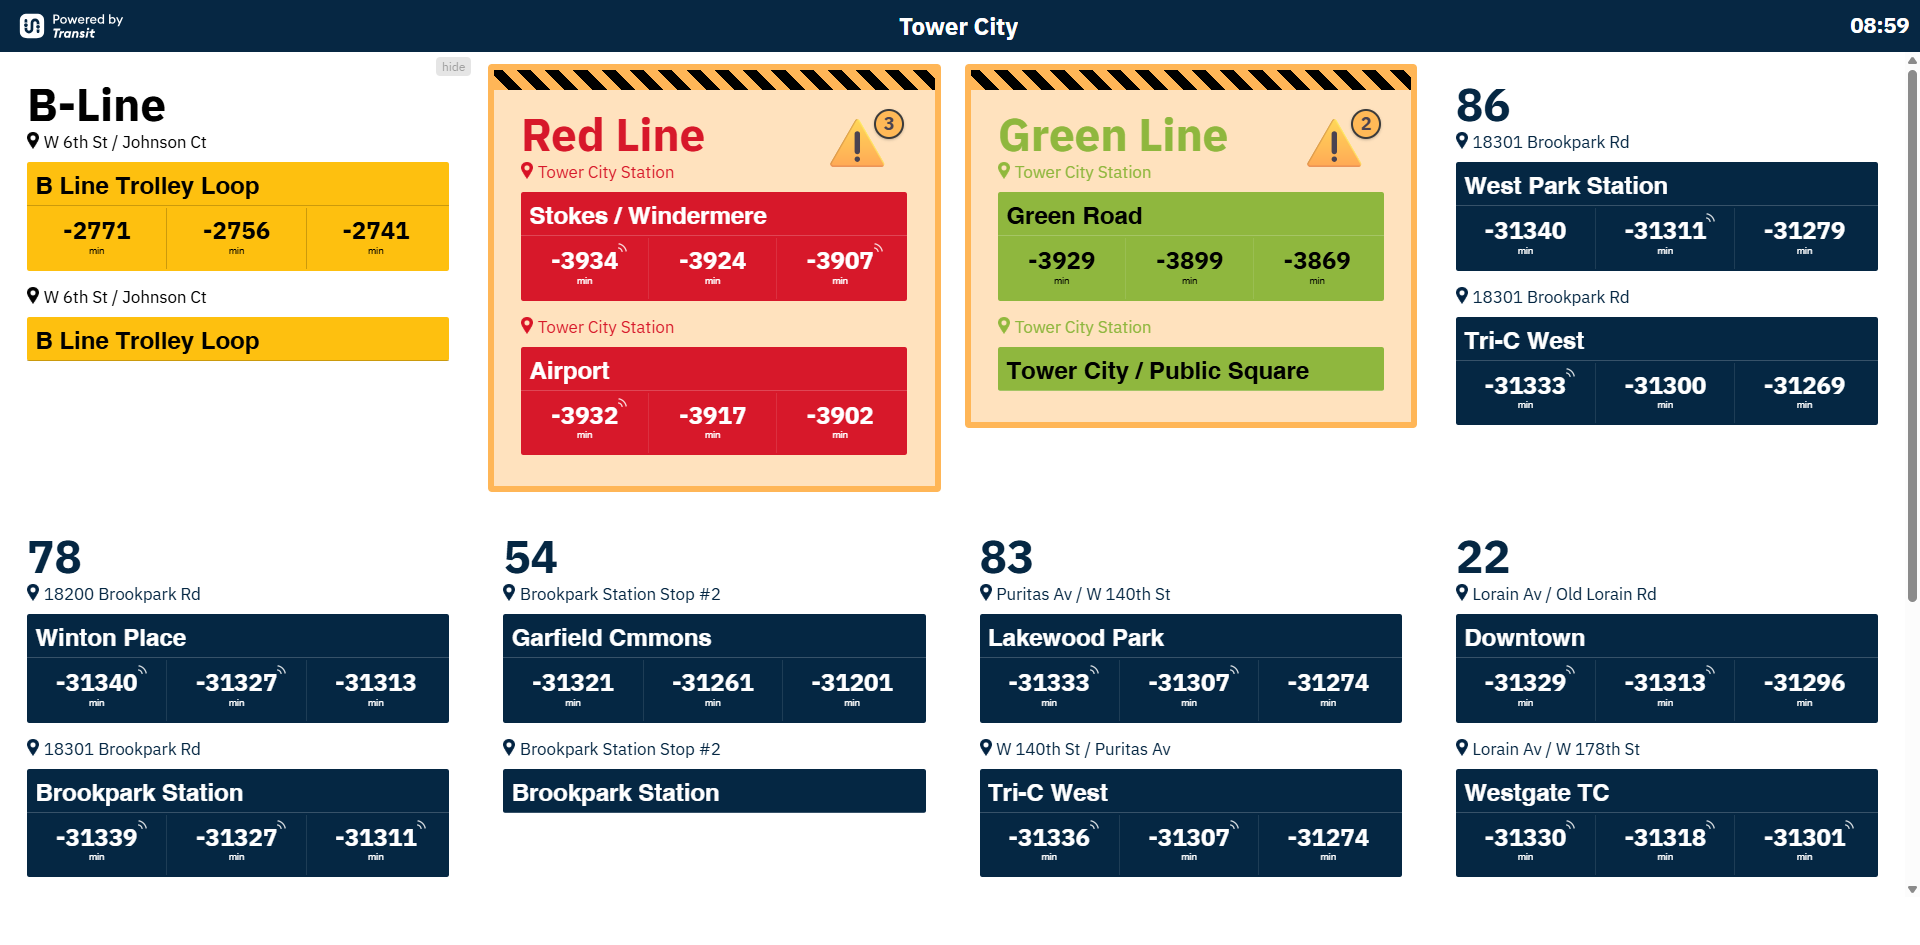 Powered by
Transit
Tower City
08:59
hide
B-Line
W 6th St / Johnson Ct
B Line Trolley Loop
-2771 -2756 -2741
min min min
W 6th St / Johnson Ct
B Line Trolley Loop
Red Line
3
Tower City Station
Stokes / Windermere
-3934 -3924 -3907
min min min
Tower City Station
Airport
-3932 -3917 -3902
min min min
Green Line
2
Tower City Station
Green Road
-3929 -3899 -3869
min min min
Tower City Station
Tower City / Public Square
86
18301 Brookpark Rd
West Park Station
-31340 -31311 -31279
min min min
18301 Brookpark Rd
Tri-C West
-31333 -31300 -31269
min min min
78
18200 Brookpark Rd
Winton Place
-31340 -31327 -31313
min min min
18301 Brookpark Rd
Brookpark Station
-31339 -31327 -31311
min min min
54
Brookpark Station Stop #2
Garfield Cmmons
-31321 -31261 -31201
min min min
Brookpark Station Stop #2
Brookpark Station
83
Puritas Av / W 140th St
Lakewood Park
-31333 -31307 -31274
min min min
W 140th St / Puritas Av
Tri-C West
-31336 -31307 -31274
min min min
22
Lorain Av / Old Lorain Rd
Downtown
-31329 -31313 -31296
min min min
Lorain Av / W 178th St
Westgate TC
-31330 -31318 -31301
min min min